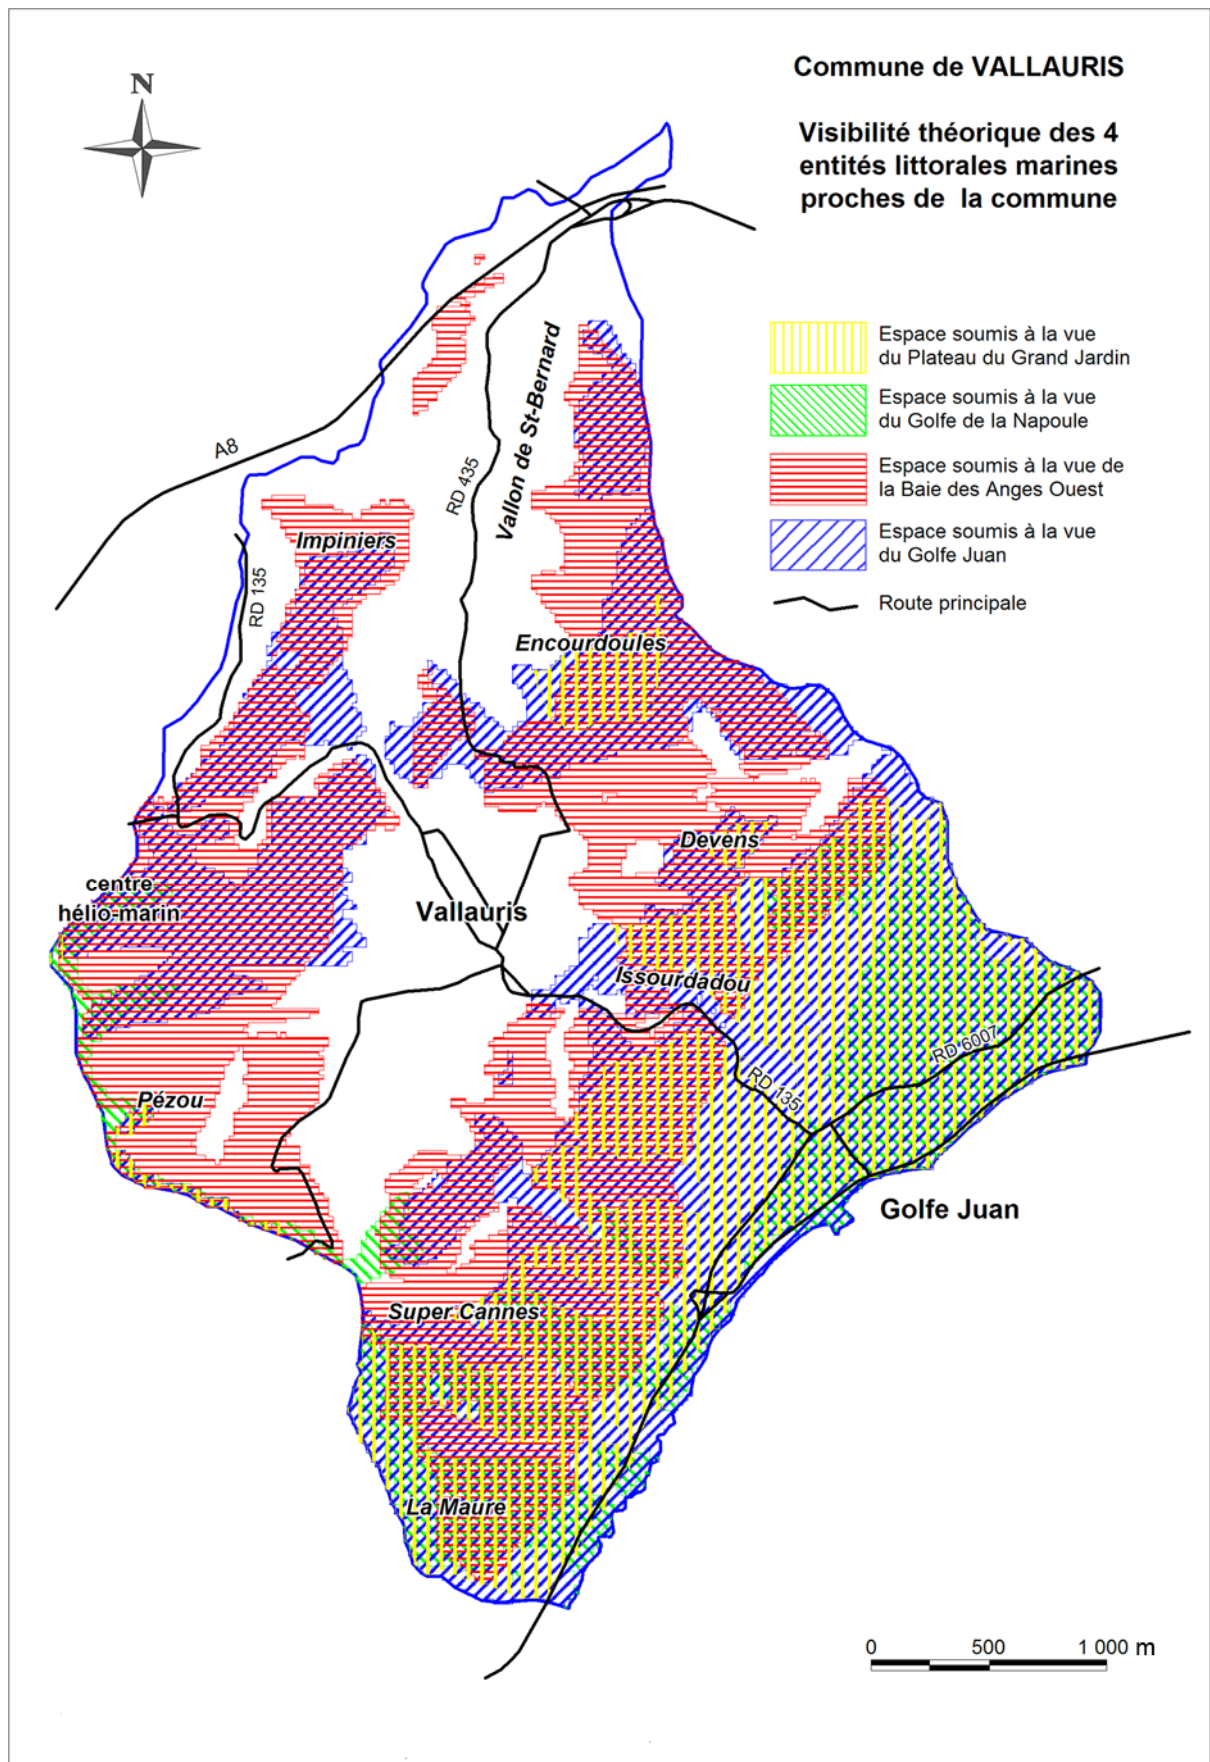 N
Commune de VALLAURIS
Visibilité théorique des 4
entités littorales marines
proches de la commune
Espace soumis à la vue
du Plateau du Grand Jardin
Espace soumis à la vue
du Golfe de la Napoule
Espace soumis à la vue de
la Baie des Anges Ouest
Espace soumis à la vue
du Golfe Juan
Route principale
A8
RD 435
Vallon de St-Bernard
Impiniers
RD 135
Encourdoules
Devens
centre
hélio-marin
Vallauris
Issourdadou
RD 6007
RD 135
Pézou
Golfe Juan
Super Cannes
La Maure
0 500 1 000 m